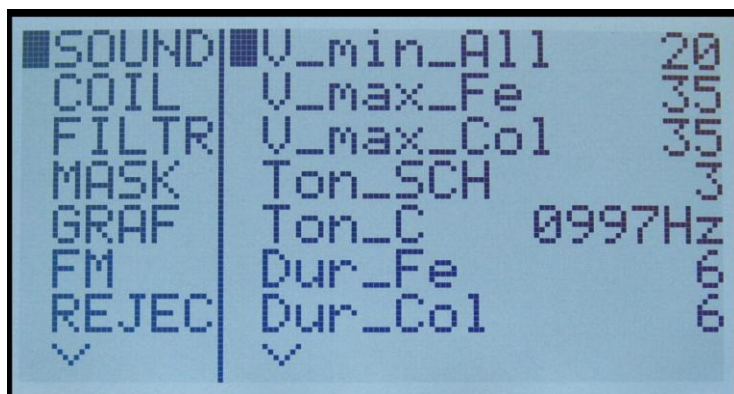 SOUND V_min_All 20
COIL V_max_Fe 35
FILTR V_max_Col 35
MASK Ton_SCH 3
GRAF Ton_C 0997Hz
FM Dur_Fe 6
REJEC Dur_Col 6